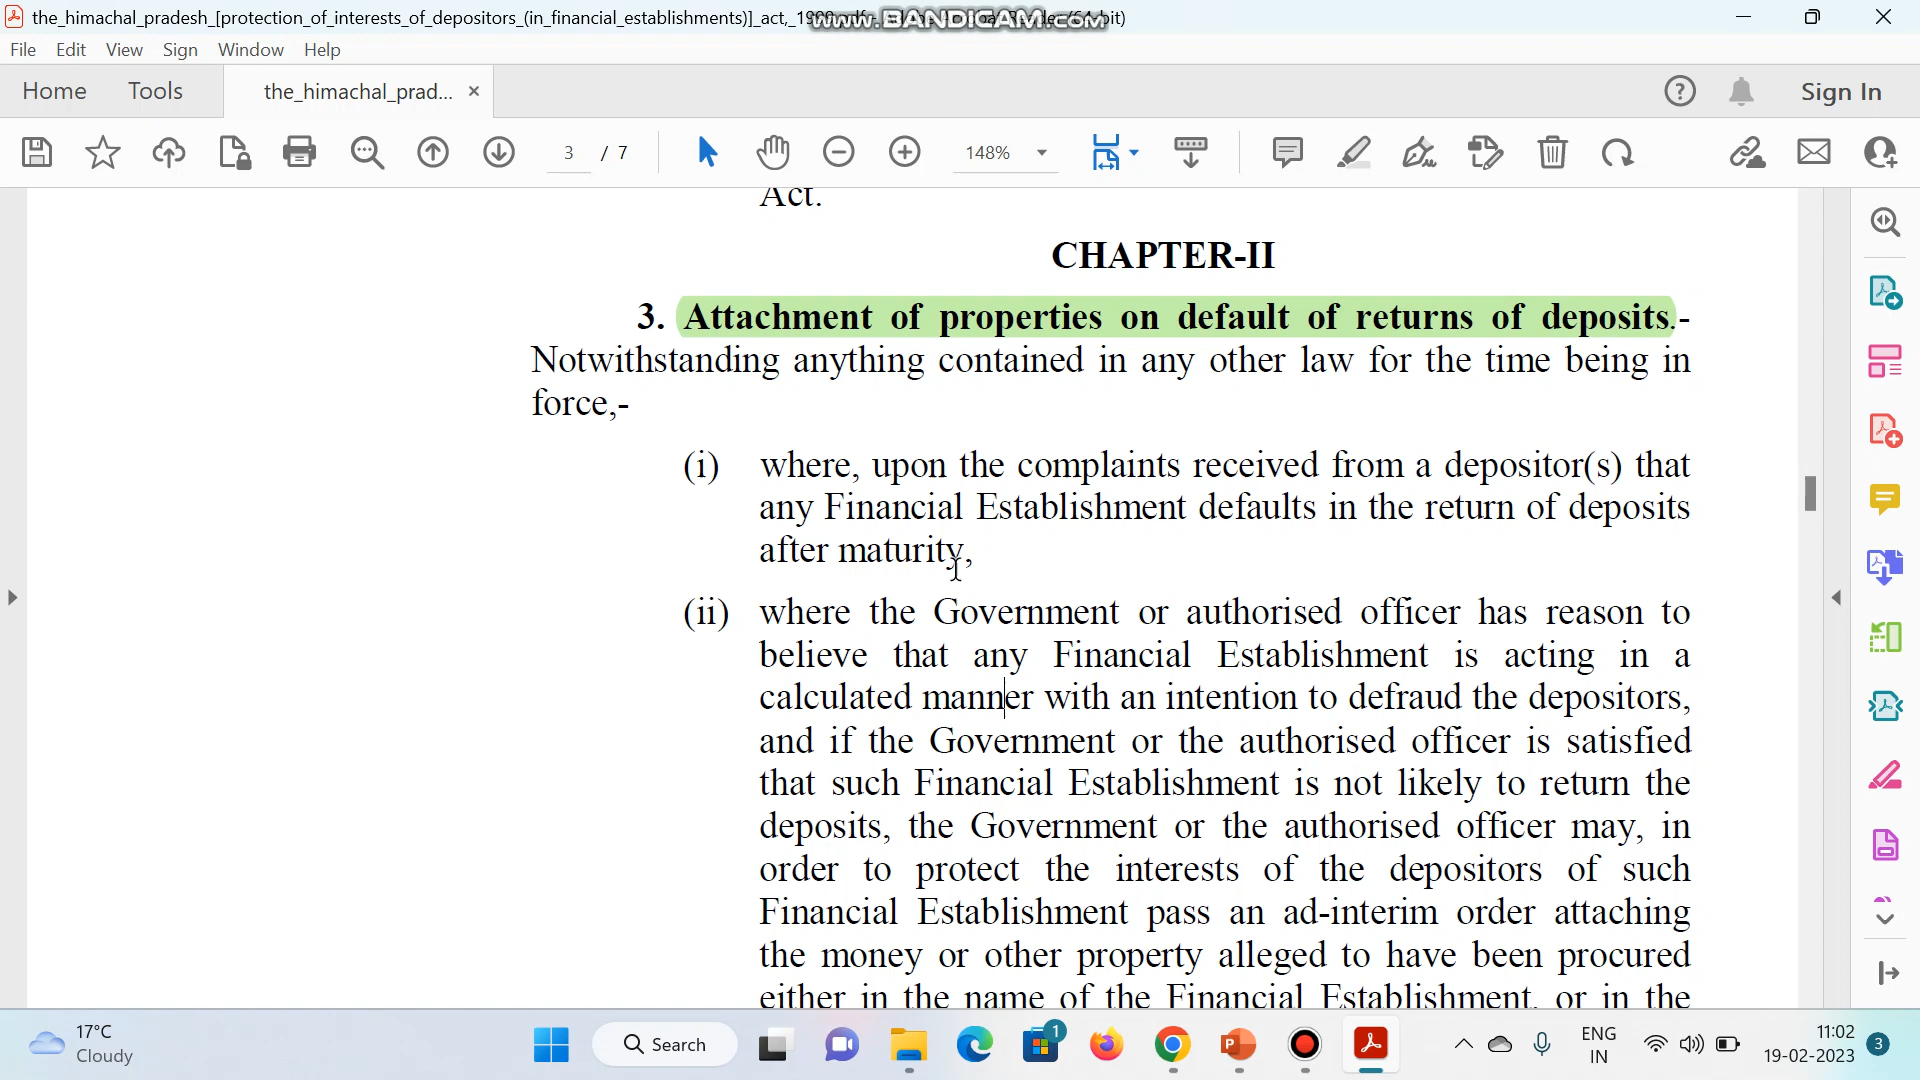 the_himachal_pradesh_[protection_of_interests_of_depositors_(in_financial_establishments)]_act,_1999.pdf - Adobe Acrobat Reader (64-bit)
www.BANDICAM.com
File Edit View Sign Window Help
Home Tools the_himachal_prad... Sign In
3 / 7 148%
Act.
CHAPTER-II
3. Attachment of properties on default of returns of deposits.-
Notwithstanding anything contained in any other law for the time being in
force,-
(i) where, upon the complaints received from a depositor(s) that
any Financial Establishment defaults in the return of deposits
after maturity,
(ii) where the Government or authorised officer has reason to
believe that any Financial Establishment is acting in a
calculated manner with an intention to defraud the depositors,
and if the Government or the authorised officer is satisfied
that such Financial Establishment is not likely to return the
deposits, the Government or the authorised officer may, in
order to protect the interests of the depositors of such
Financial Establishment pass an ad-interim order attaching
the money or other property alleged to have been procured
either in the name of the Financial Establishment, or in the
17°C
Cloudy
Search
1
ENG
IN
11:02
19-02-2023
3